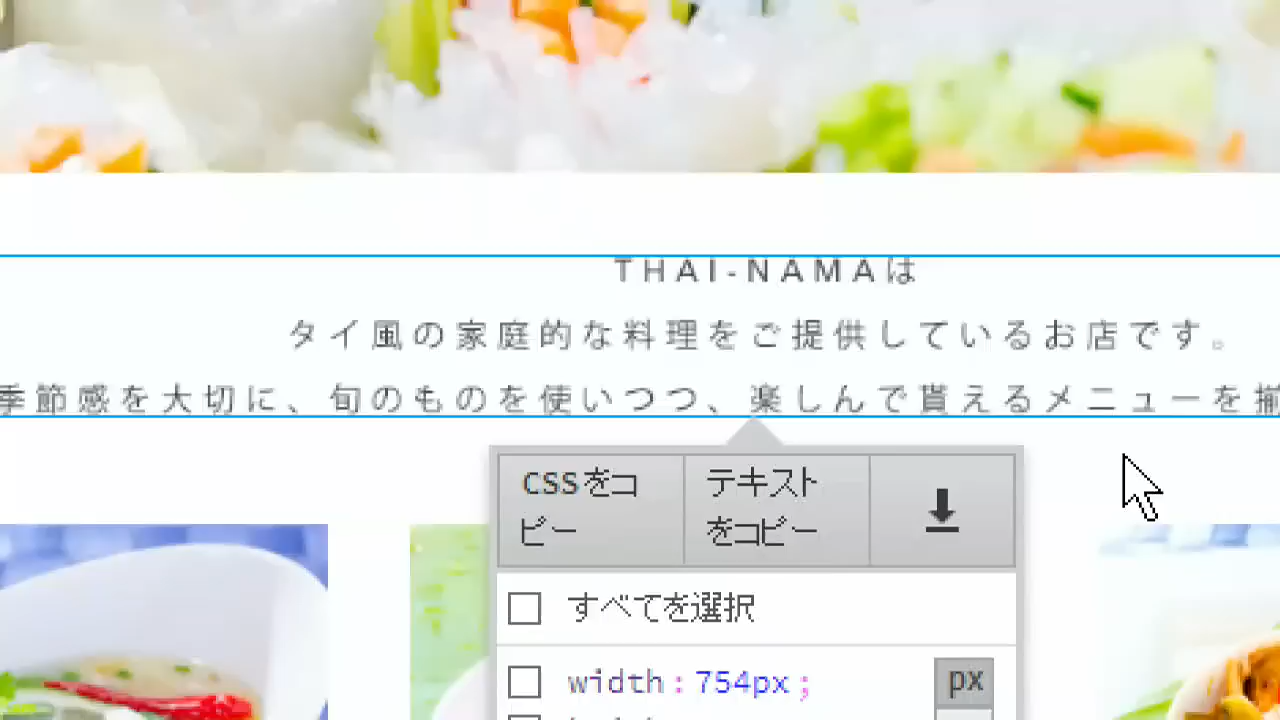 THAI-NAMAは
タイ風の家庭的な料理をご提供しているお店です。
季節感を大切に、旬のものを使いつつ、楽しんで貰えるメニューを揃
CSSをコ
ピー
テキスト
をコピー
すべてを選択
width:754px;
px